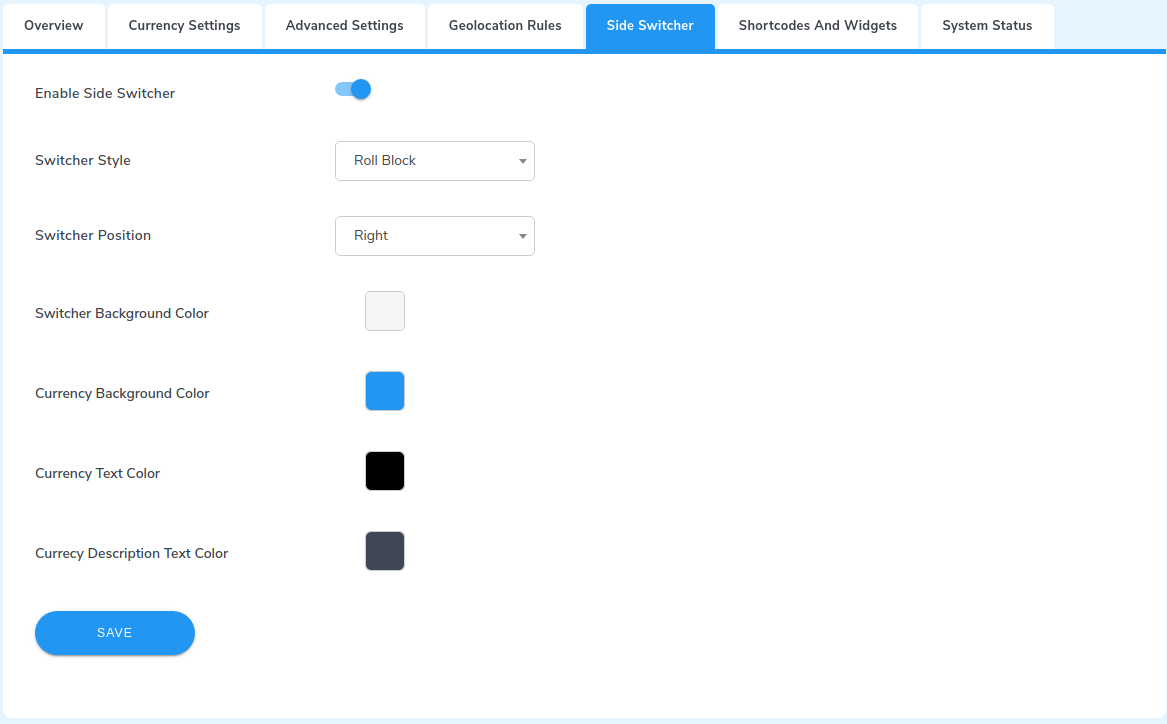 Overview Currency Settings Advanced Settings Geolocation Rules Side Switcher Shortcodes And Widgets System Status
Enable Side Switcher
Switcher Style Roll Block
Switcher Position Right
Switcher Background Color
Currency Background Color
Currency Text Color
Currecy Description Text Color
SAVE